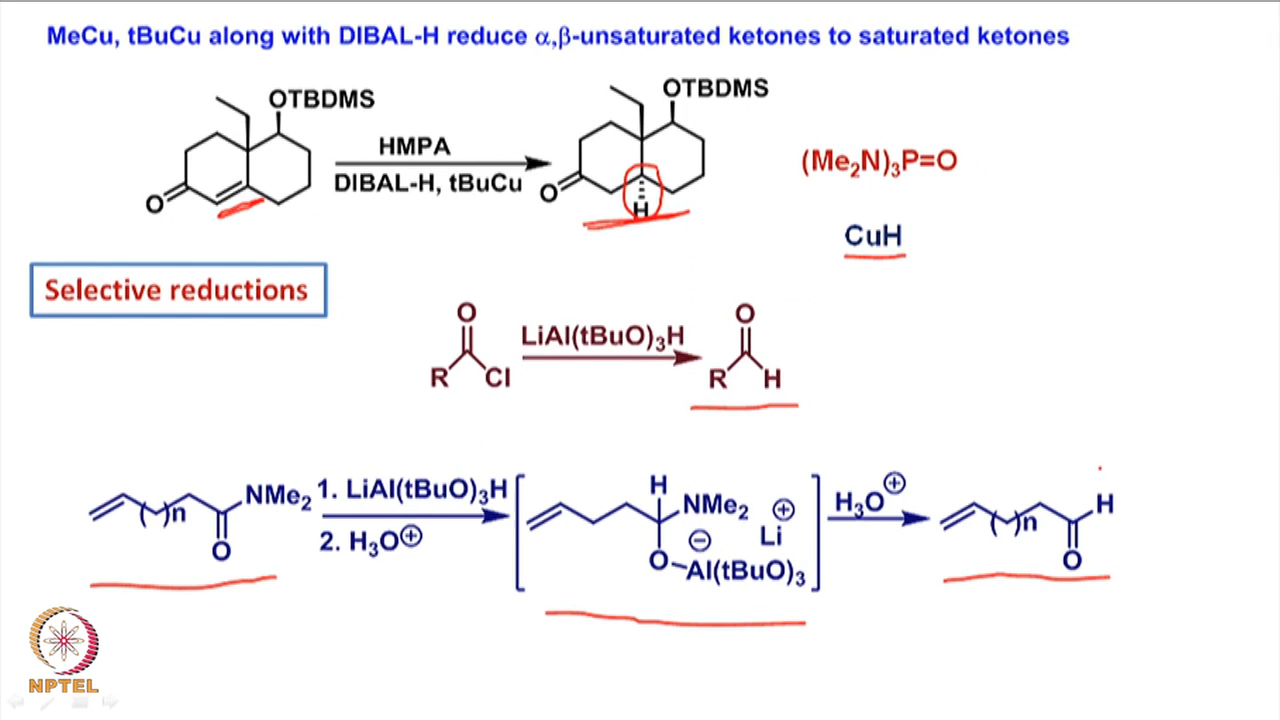 MeCu, tBuCu along with DIBAL-H reduce α,β-unsaturated ketones to saturated ketones
OTBDMS
O
HMPA
DIBAL-H, tBuCu
OTBDMS
O
H
(Me₂N)₃P=O
CuH
Selective reductions
O
R
Cl
LiAl(tBuO)₃H
O
R
H
( )n
NMe₂
O
1. LiAl(tBuO)₃H
2. H₃O⊕
H
NMe₂
⊕
Li
⊖
O-Al(tBuO)₃
H₃O⊕
( )n
H
O
NPTEL